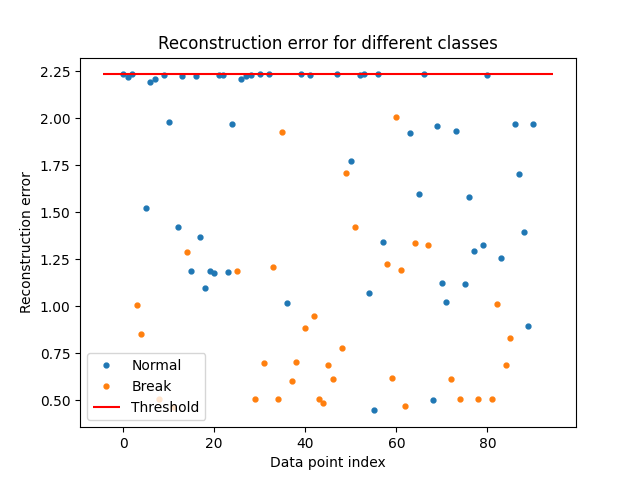 Reconstruction error for different classes
Reconstruction error
2.25
2.00
1.75
1.50
1.25
1.00
0.75
0.50
Normal
Break
Threshold
0
20
40
60
80
Data point index